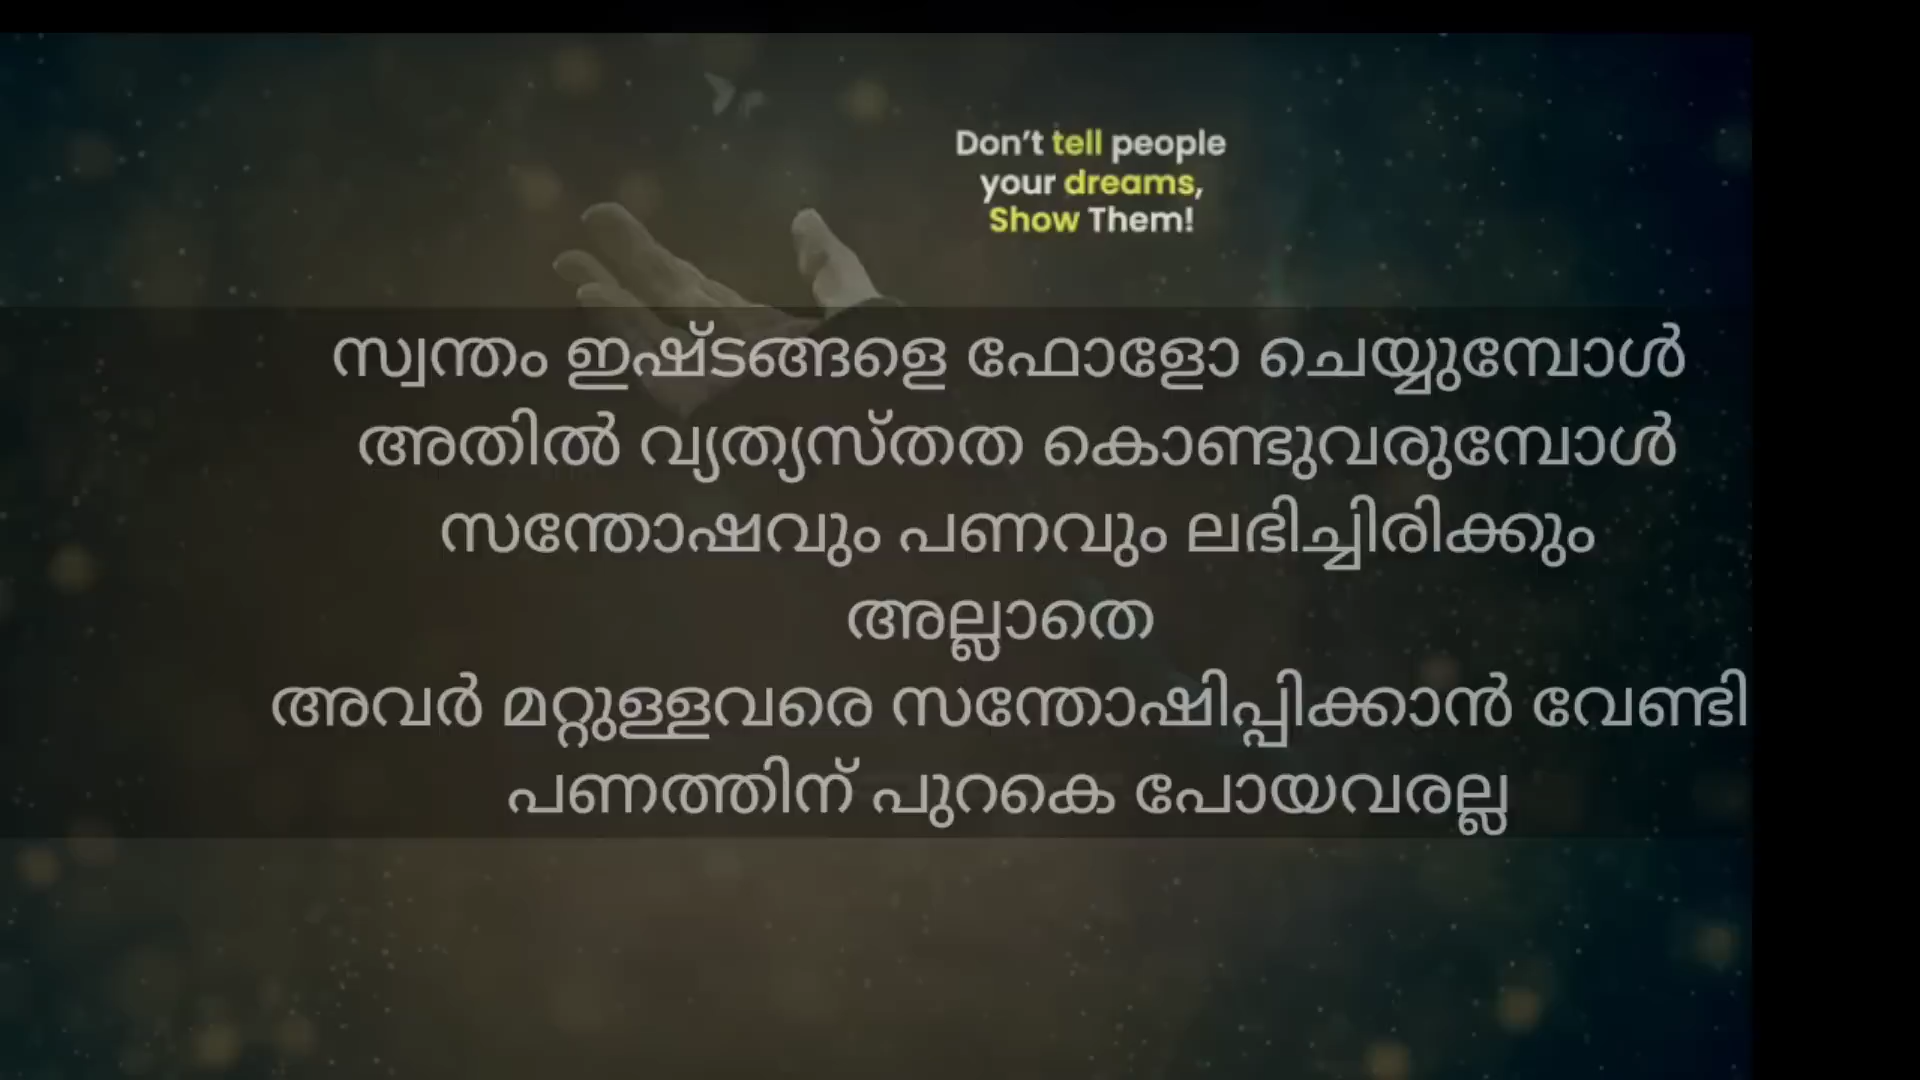 Don't tell people
your dreams,
Show Them!
സ്വന്തം ഇഷ്ടങ്ങളെ ഫോളോ ചെയ്യുമ്പോൾ
അതിൽ വ്യത്യസ്തത കൊണ്ടുവരുമ്പോൾ
സന്തോഷവും പണവും ലഭിച്ചിരിക്കും
അല്ലാതെ
അവർ മറ്റുള്ളവരെ സന്തോഷിപ്പിക്കാൻ വേണ്ടി
പണത്തിന് പുറകെ പോയവരല്ല